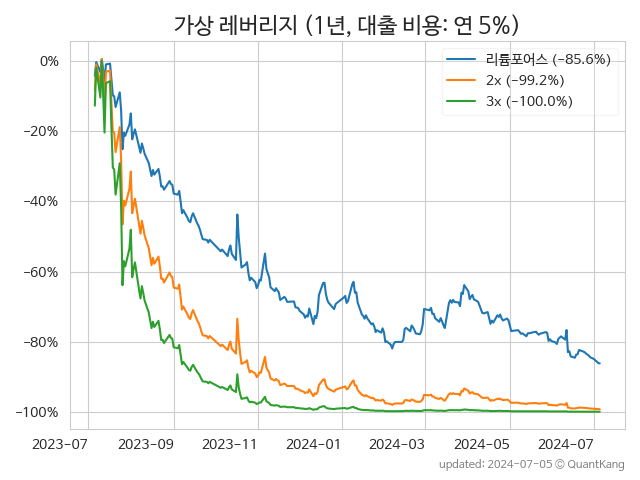 가상 레버리지 (1년, 대출 비용: 연 5%)
리튬포어스 (−85.6%)
2x (−99.2%)
3x (−100.0%)
0%
−20%
−40%
−60%
−80%
−100%
2023-07 2023-09 2023-11 2024-01 2024-03 2024-05 2024-07
updated: 2024-07-05 © QuantKang